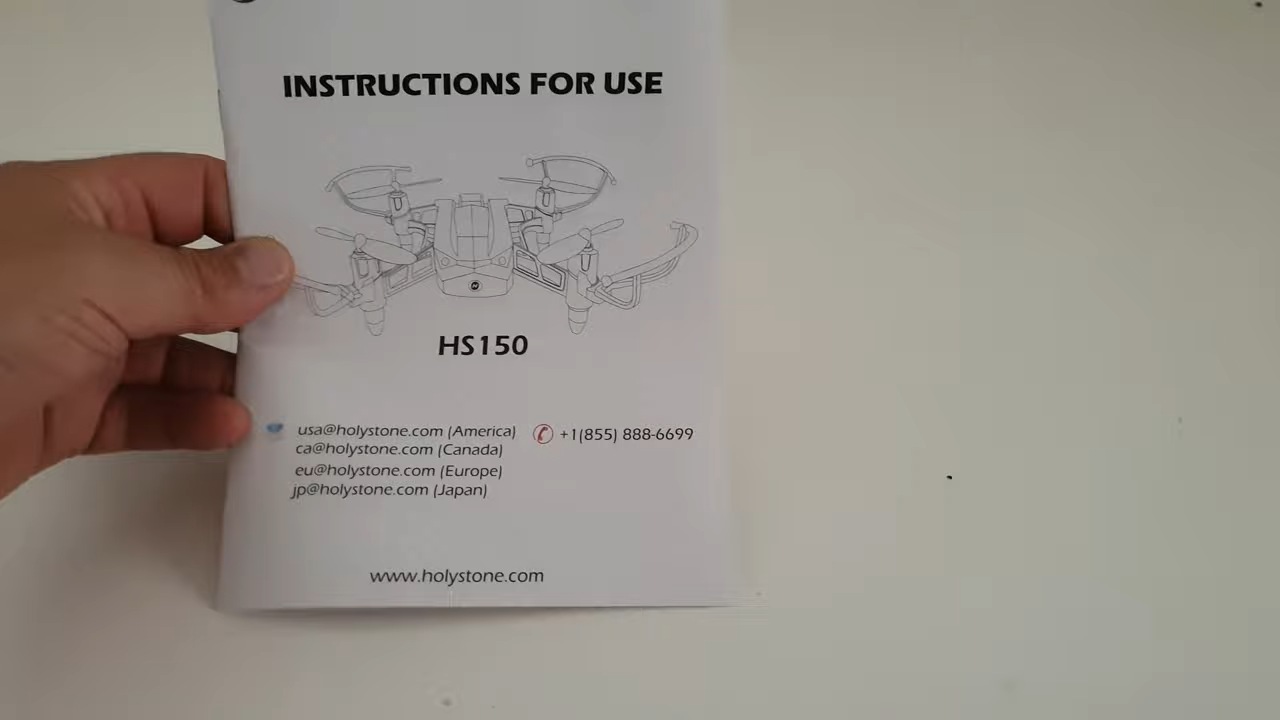 INSTRUCTIONS FOR USE
HS150
usa@holystone.com (America) +1(855) 888-6699
ca@holystone.com (Canada)
eu@holystone.com (Europe)
jp@holystone.com (Japan)
www.holystone.com